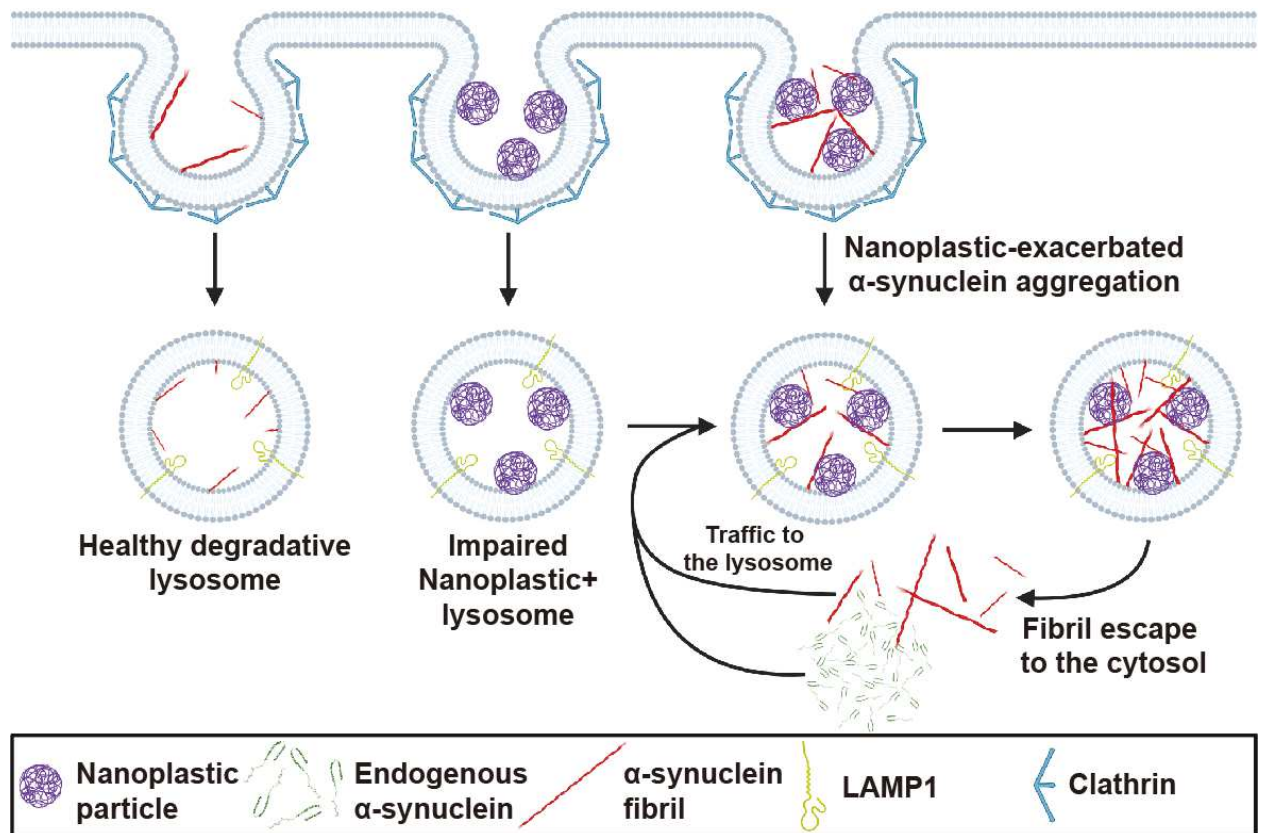 Nanoplastic-exacerbated
α-synuclein aggregation
Healthy degradative
lysosome
Impaired
Nanoplastic+
lysosome
Traffic to
the lysosome
Fibril escape
to the cytosol
Nanoplastic
particle
Endogenous
α-synuclein
α-synuclein
fibril
LAMP1
Clathrin